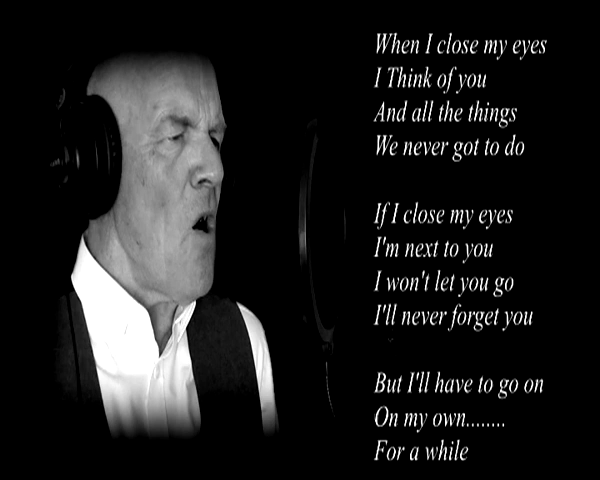 When I close my eyes
I Think of you
And all the things
We never got to do
If I close my eyes
I'm next to you
I won't let you go
I'll never forget you
But I'll have to go on
On my own........
For a while